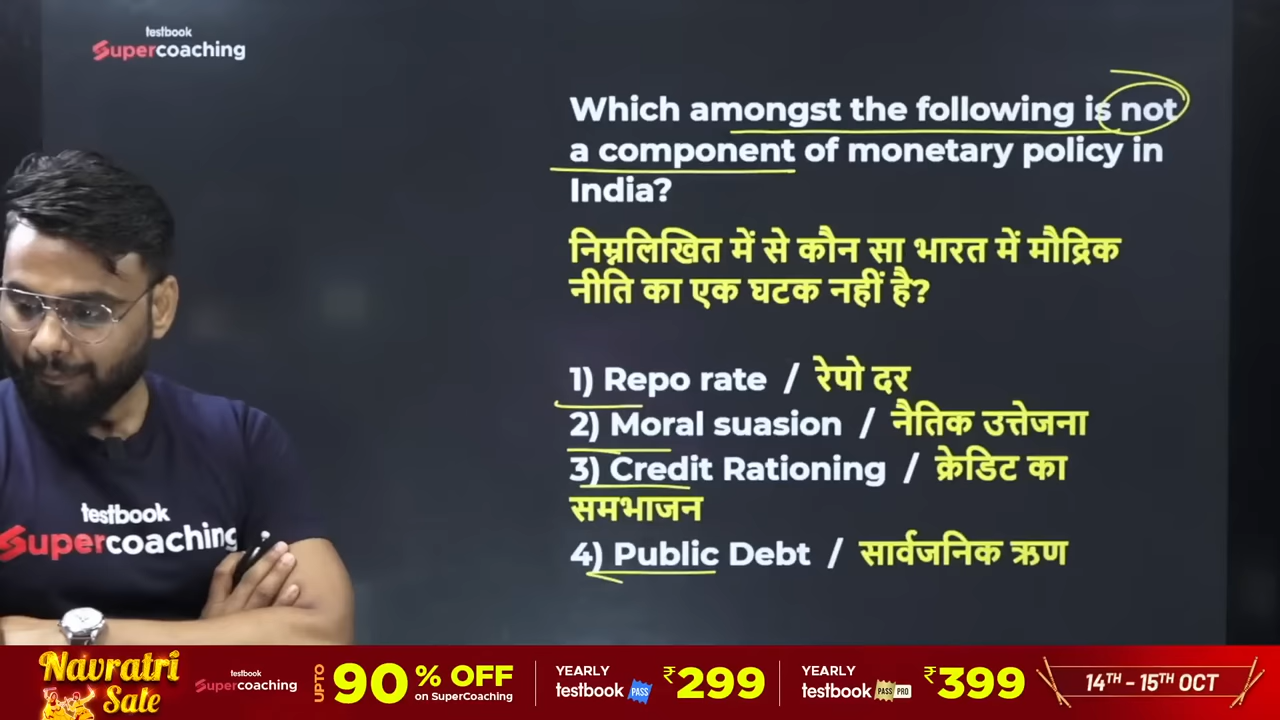 testbook
Supercoaching
Which amongst the following is not
a component of monetary policy in
India?
निम्नलिखित में से कौन सा भारत में मौद्रिक
नीति का एक घटक नहीं है?
1) Repo rate / रेपो दर
2) Moral suasion / नैतिक उत्तेजना
3) Credit Rationing / क्रेडिट का
समभाजन
4) Public Debt / सार्वजनिक ऋण
testbook
Supercoaching
Navratri
Sale
testbook
Supercoaching
UPTO 90% OFF
on SuperCoaching
YEARLY
testbook PASS
₹299
YEARLY
testbook PASS PRO
₹399
14TH - 15TH OCT